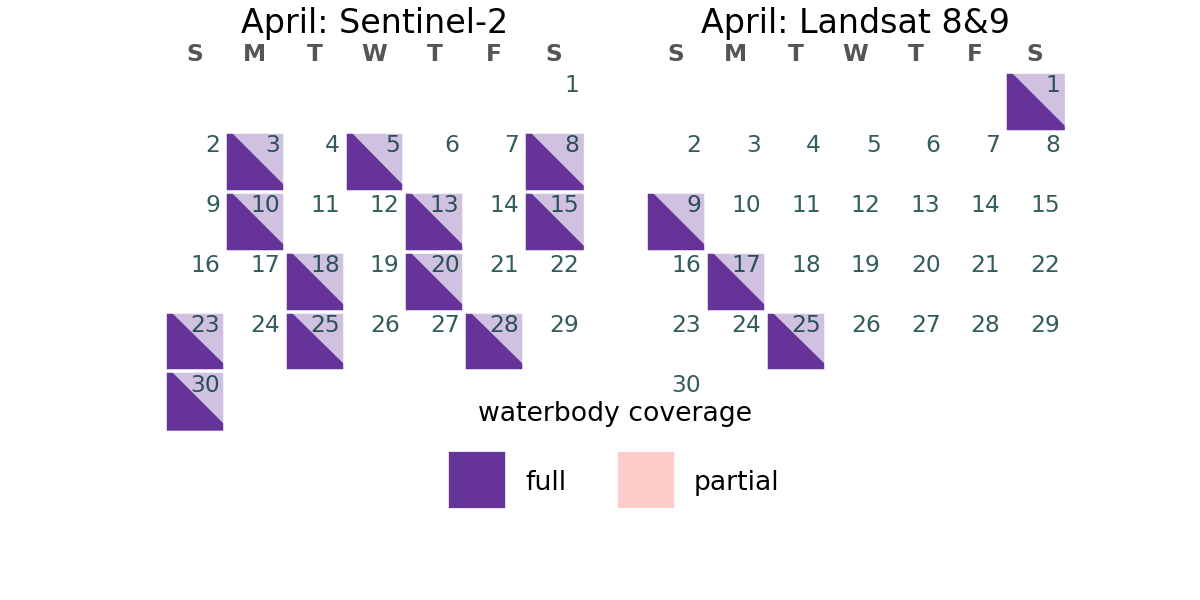 April: Sentinel-2
S M T W T F S
1
2 3 4 5 6 7 8
9 10 11 12 13 14 15
16 17 18 19 20 21 22
23 24 25 26 27 28 29
30
April: Landsat 8&9
S M T W T F S
1
2 3 4 5 6 7 8
9 10 11 12 13 14 15
16 17 18 19 20 21 22
23 24 25 26 27 28 29
30
waterbody coverage
full partial